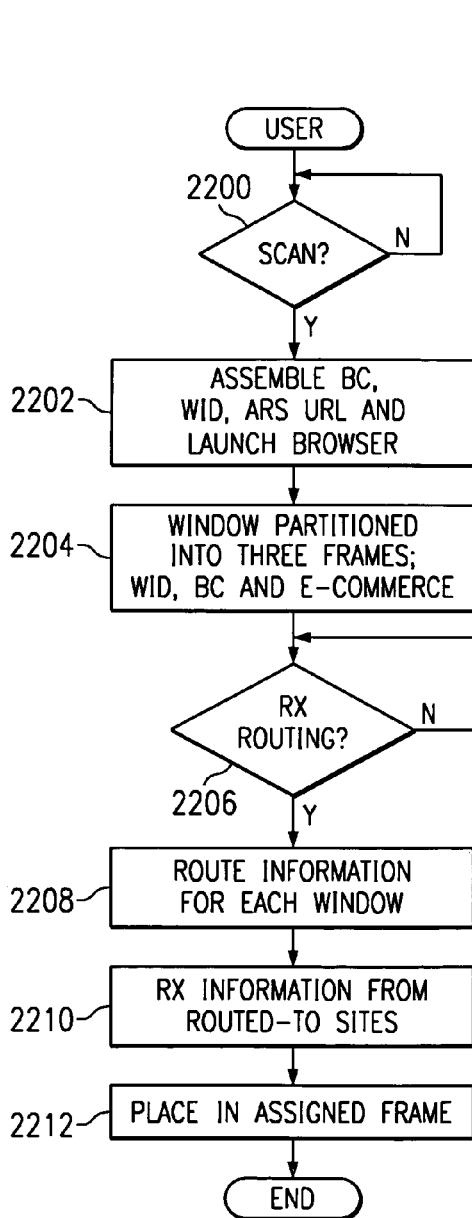 USER
2200
SCAN?
N
Y
2202
ASSEMBLE BC,
WID, ARS URL AND
LAUNCH BROWSER
2204
WINDOW PARTITIONED
INTO THREE FRAMES;
WID, BC AND E-COMMERCE
RX
ROUTING?
N
2206
Y
2208
ROUTE INFORMATION
FOR EACH WINDOW
2210
RX INFORMATION FROM
ROUTED-TO SITES
2212
PLACE IN ASSIGNED FRAME
END